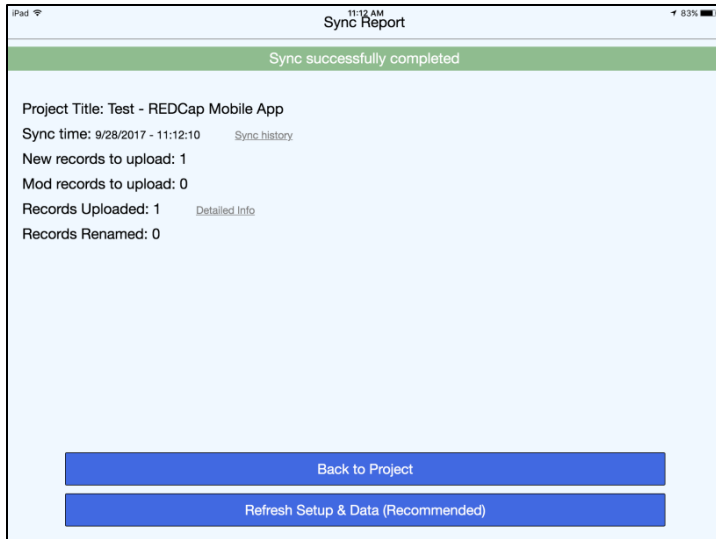 iPad 11:12 AM 83%
Sync Report
Sync successfully completed
Project Title: Test - REDCap Mobile App
Sync time: 9/28/2017 - 11:12:10 Sync history
New records to upload: 1
Mod records to upload: 0
Records Uploaded: 1 Detailed Info
Records Renamed: 0
Back to Project
Refresh Setup & Data (Recommended)